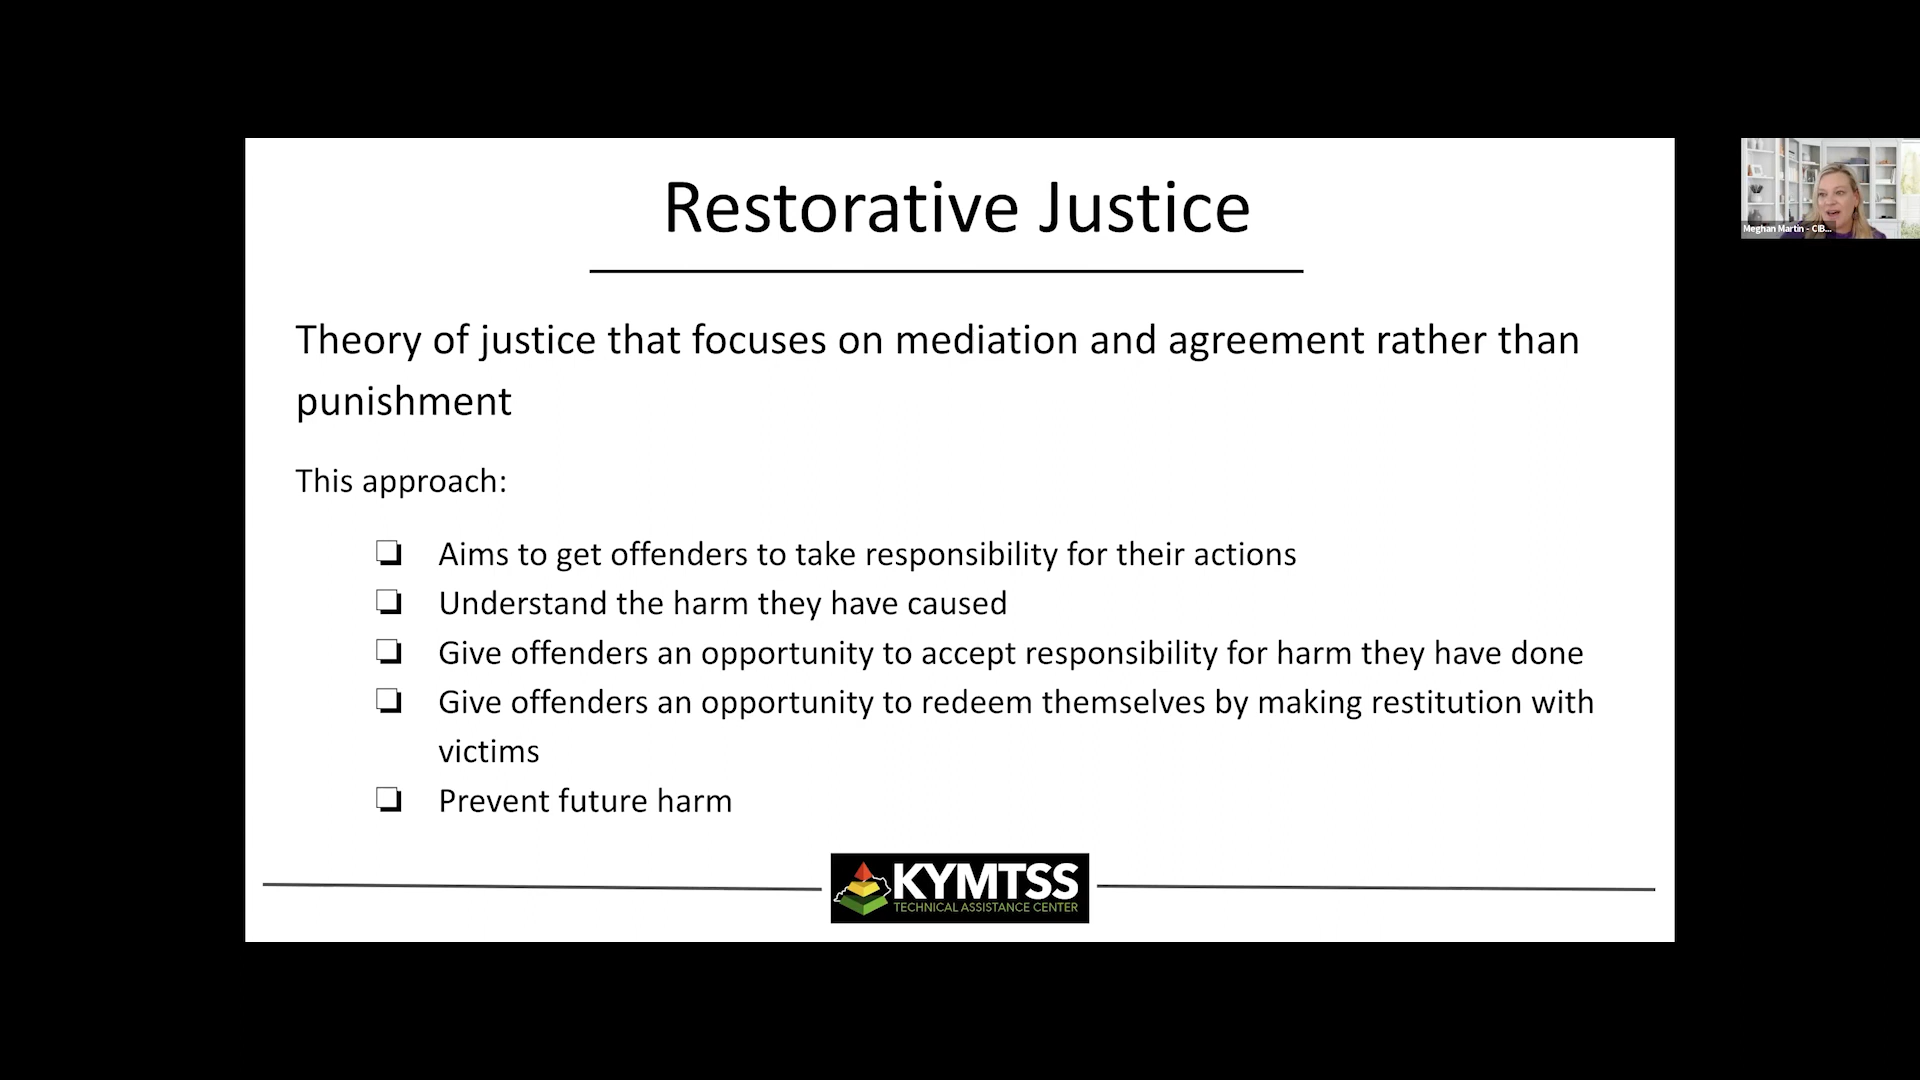 Restorative Justice
Meghan Martin - CIB...
Theory of justice that focuses on mediation and agreement rather than
punishment
This approach:
Aims to get offenders to take responsibility for their actions
Understand the harm they have caused
Give offenders an opportunity to accept responsibility for harm they have done
Give offenders an opportunity to redeem themselves by making restitution with
victims
Prevent future harm
KYMTSS
TECHNICAL ASSISTANCE CENTER